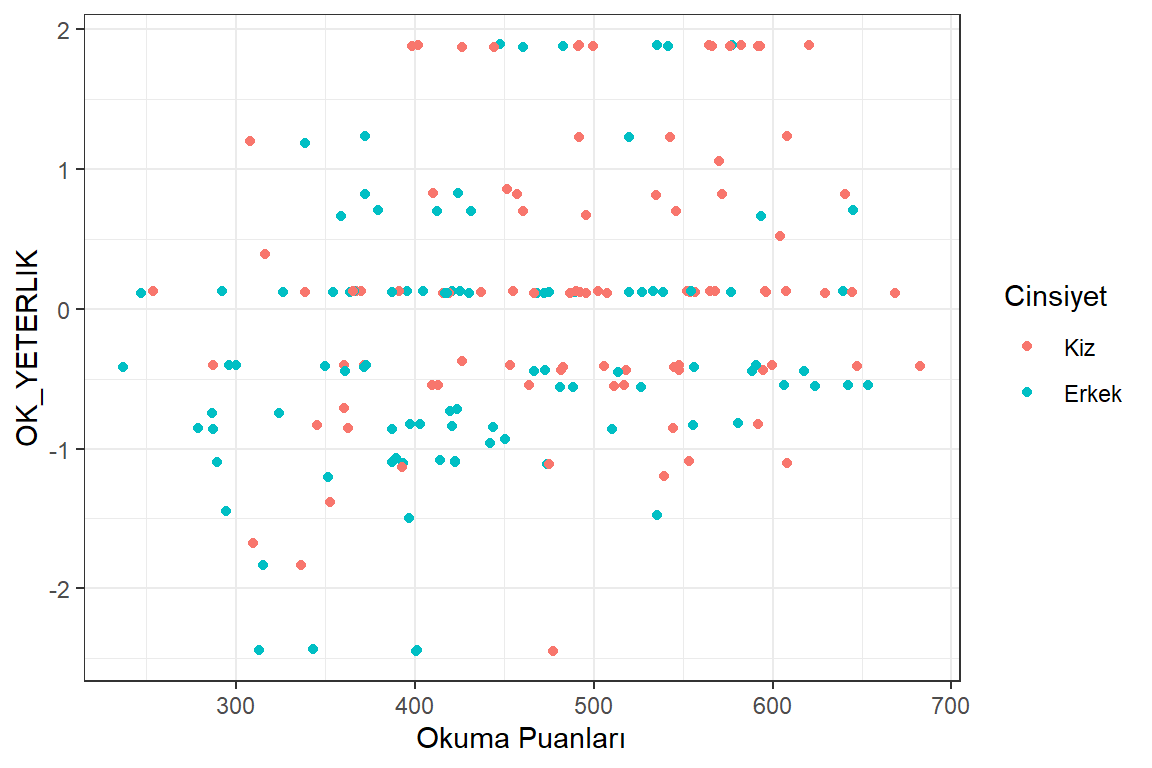 2
1
0
-1
-2
OK_YETERLIK
300 400 500 600 700
Okuma Puanları
Cinsiyet
Kiz
Erkek